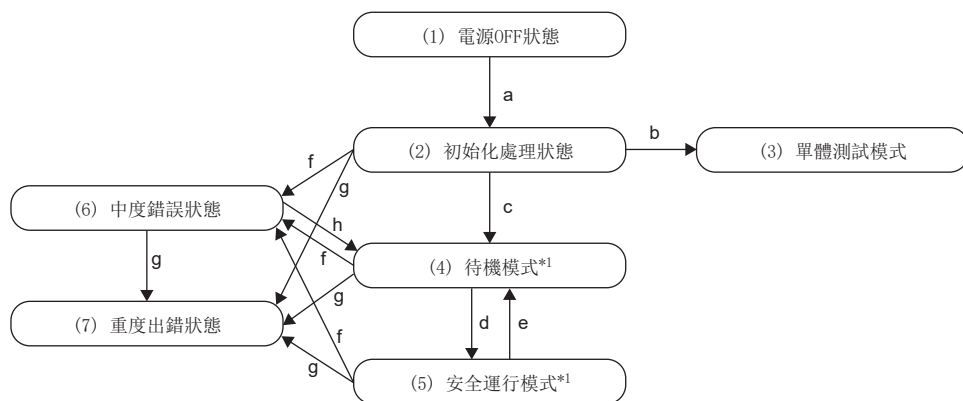 (1) 電源OFF狀態
a
(2) 初始化處理狀態
b
(3) 單體測試模式
f
g
c
(6) 中度錯誤狀態
h
f
(4) 待機模式*1
g
g
(7) 重度出錯狀態
d
e
f
g
(5) 安全運行模式*1